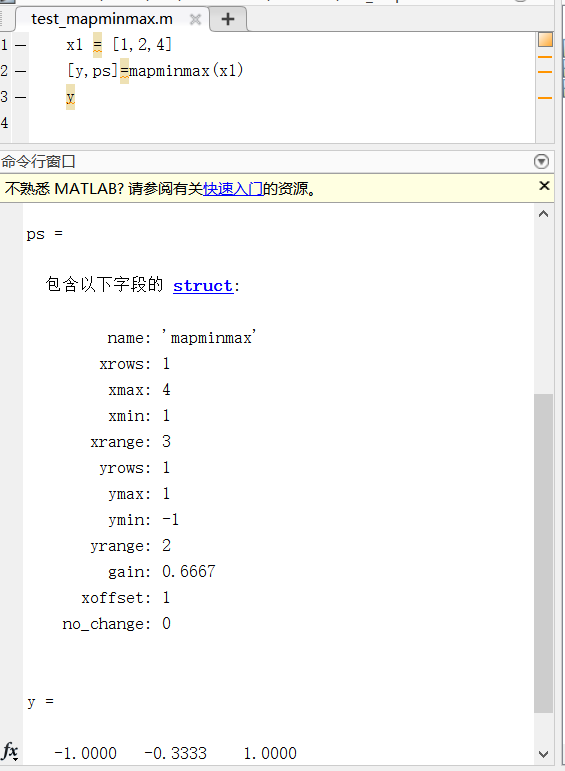 test_mapminmax.m
1 — x1 = [1,2,4]
2 — [y,ps]=mapminmax(x1)
3 — y
4
命令行窗口
不熟悉 MATLAB? 请参阅有关快速入门的资源。
ps =
包含以下字段的 struct:
name: 'mapminmax'
xrows: 1
xmax: 4
xmin: 1
xrange: 3
yrows: 1
ymax: 1
ymin: -1
yrange: 2
gain: 0.6667
xoffset: 1
no_change: 0
y =
fx -1.0000 -0.3333 1.0000